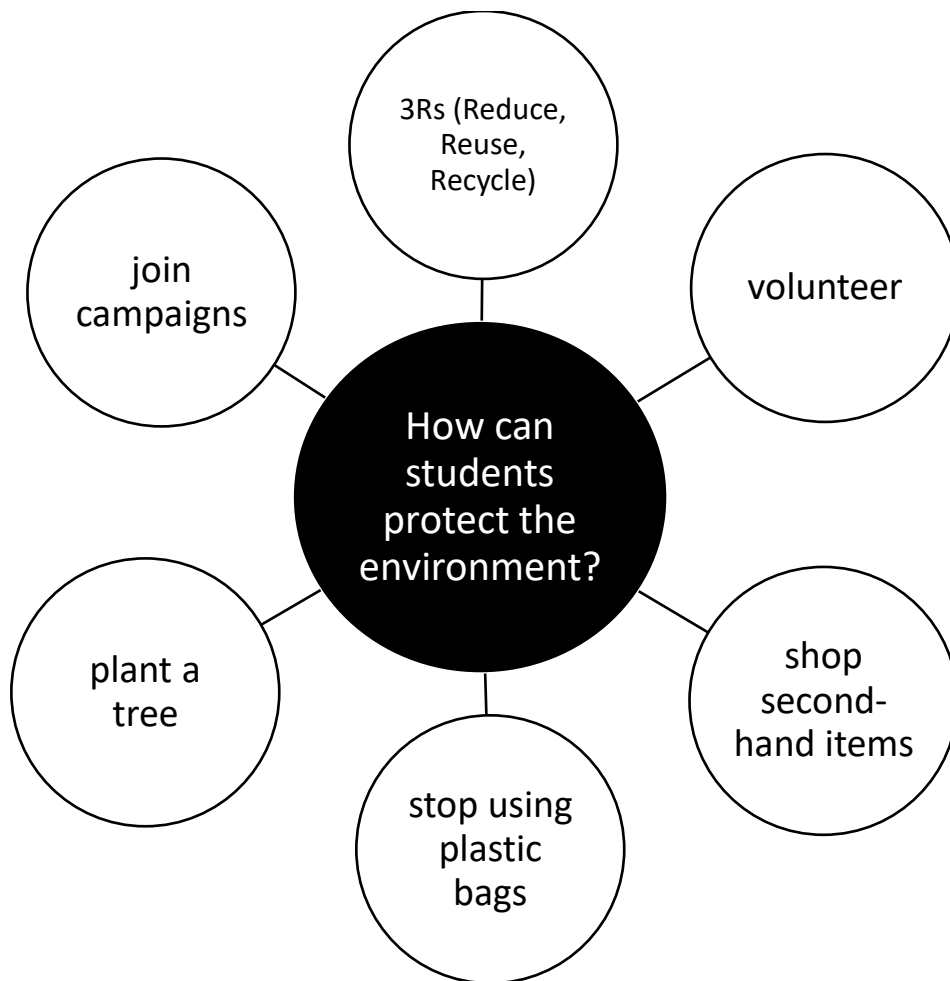 3Rs (Reduce,
Reuse,
Recycle)
join
campaigns
volunteer
How can
students
protect the
environment?
plant a
tree
shop
second-
hand items
stop using
plastic
bags